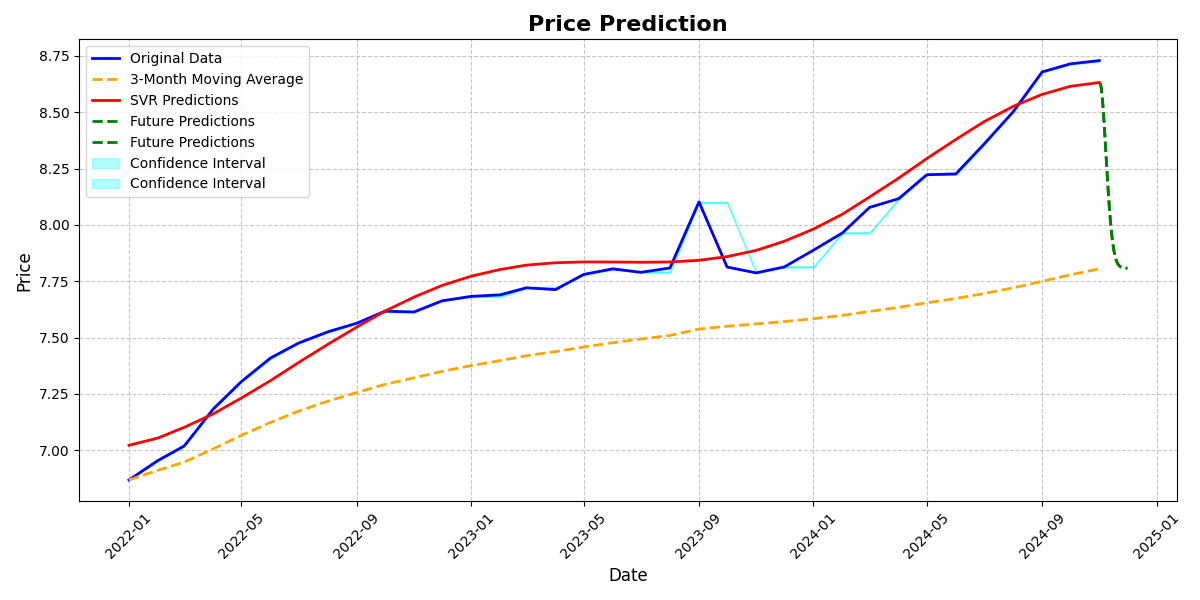 Price Prediction
8.75
8.50
8.25
8.00
7.75
7.50
7.25
7.00
Price
Original Data
3-Month Moving Average
SVR Predictions
Future Predictions
Future Predictions
Confidence Interval
Confidence Interval
2022-01
2022-05
2022-09
2023-01
2023-05
2023-09
2024-01
2024-05
2024-09
2025-01
Date